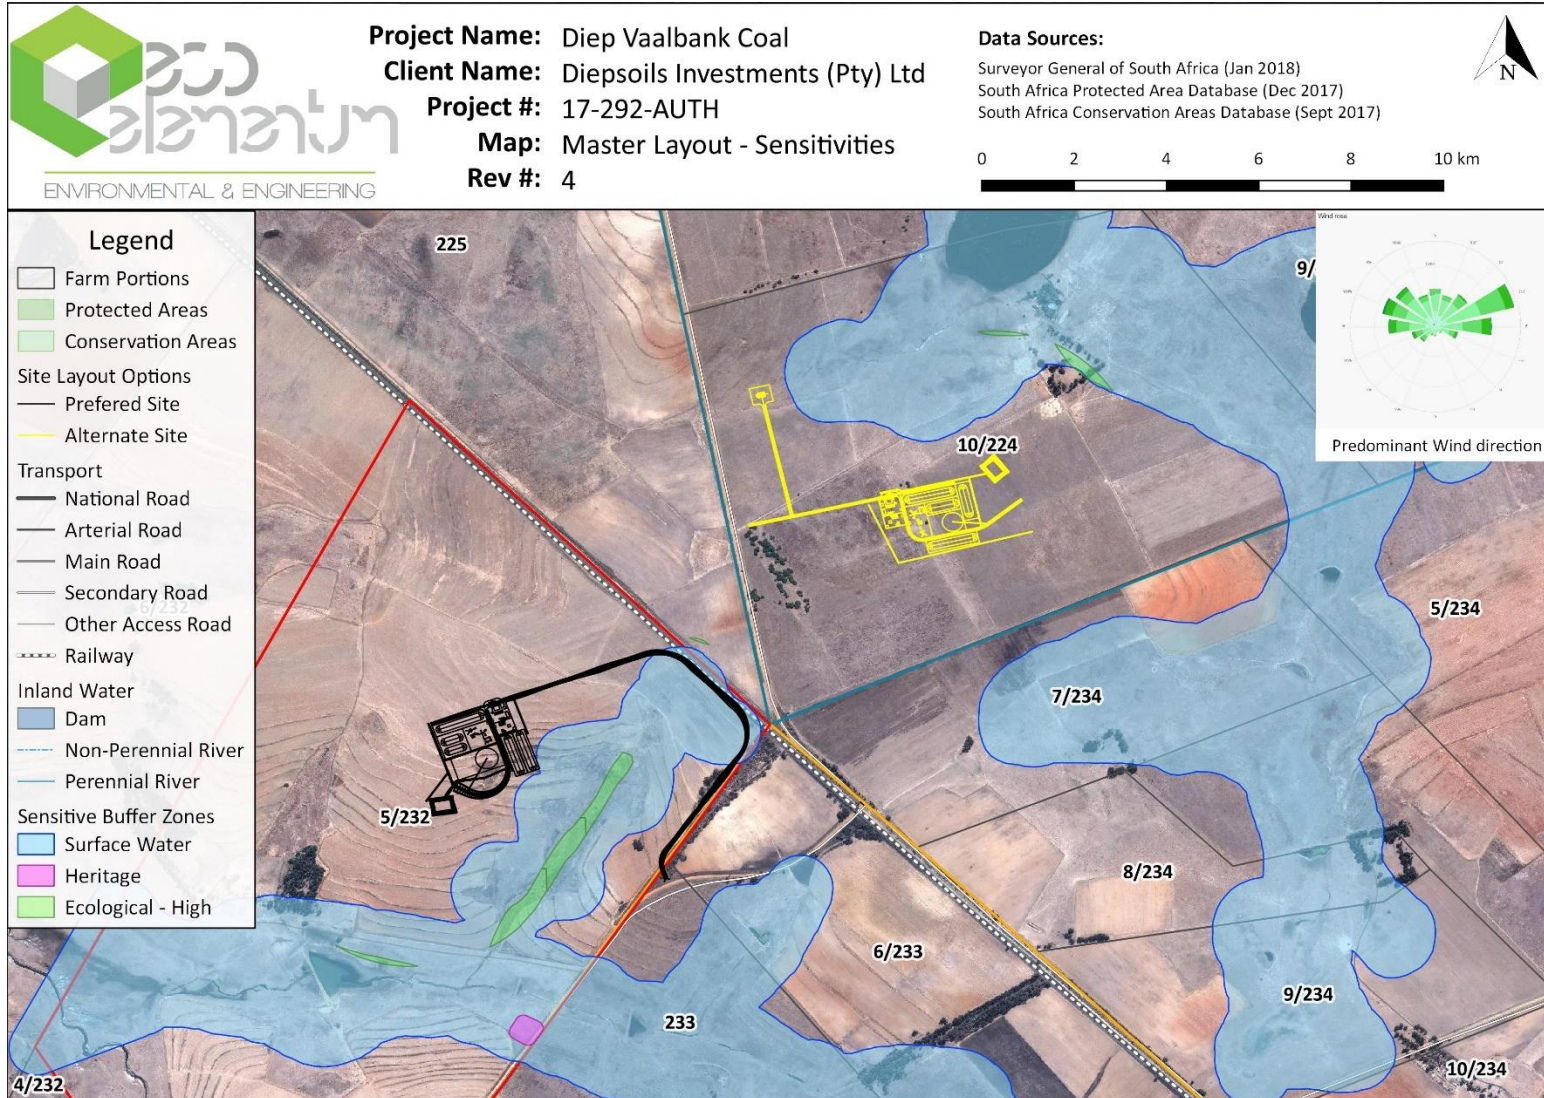 eco
elementum
ENVIRONMENTAL & ENGINEERING
Project Name: Diep Vaalbank Coal
Client Name: Diepsoils Investments (Pty) Ltd
Project #: 17-292-AUTH
Map: Master Layout - Sensitivities
Rev #: 4
Data Sources:
Surveyor General of South Africa (Jan 2018)
South Africa Protected Area Database (Dec 2017)
South Africa Conservation Areas Database (Sept 2017)
0 2 4 6 8 10 km
N
Legend
Farm Portions
Protected Areas
Conservation Areas
Site Layout Options
Prefered Site
Alternate Site
Transport
National Road
Arterial Road
Main Road
Secondary Road
Other Access Road
Railway
Inland Water
Dam
Non-Perennial River
Perennial River
Sensitive Buffer Zones
Surface Water
Heritage
Ecological - High
225
9/
Wind rose
Predominant Wind direction
10/224
6/232
5/234
7/234
5/232
8/234
6/233
9/234
233
10/234
4/232